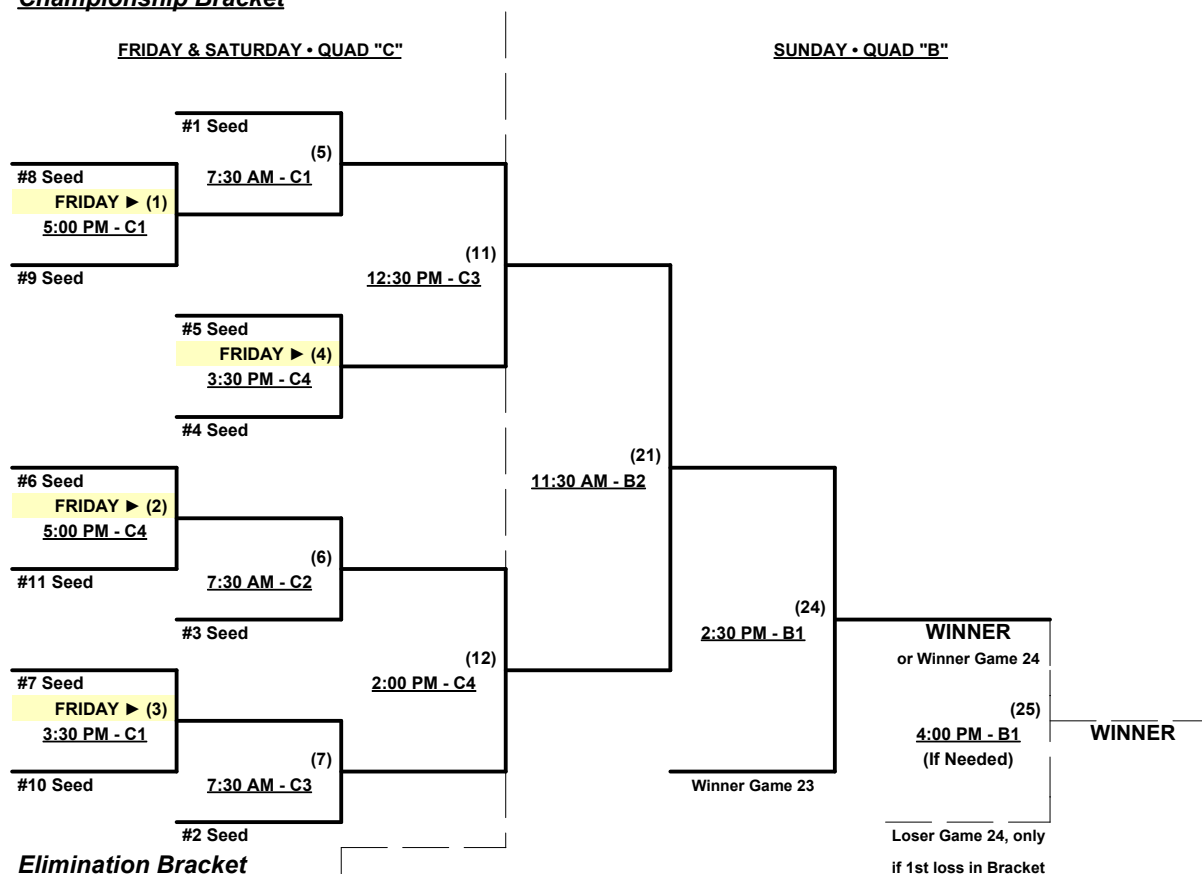 Championship Bracket
FRIDAY & SATURDAY • QUAD "C"
SUNDAY • QUAD "B"
#1 Seed
(5)
7:30 AM - C1
#8 Seed
FRIDAY ► (1)
5:00 PM - C1
#9 Seed
(11)
12:30 PM - C3
#5 Seed
FRIDAY ► (4)
3:30 PM - C4
#4 Seed
(21)
11:30 AM - B2
#6 Seed
FRIDAY ► (2)
5:00 PM - C4
#11 Seed
(6)
7:30 AM - C2
#3 Seed
(12)
2:00 PM - C4
#7 Seed
FRIDAY ► (3)
3:30 PM - C1
#10 Seed
(7)
7:30 AM - C3
#2 Seed
(24)
2:30 PM - B1
Winner Game 23
WINNER
or Winner Game 24
(25)
4:00 PM - B1
(If Needed)
WINNER
Loser Game 24, only
if 1st loss in Bracket
Elimination Bracket